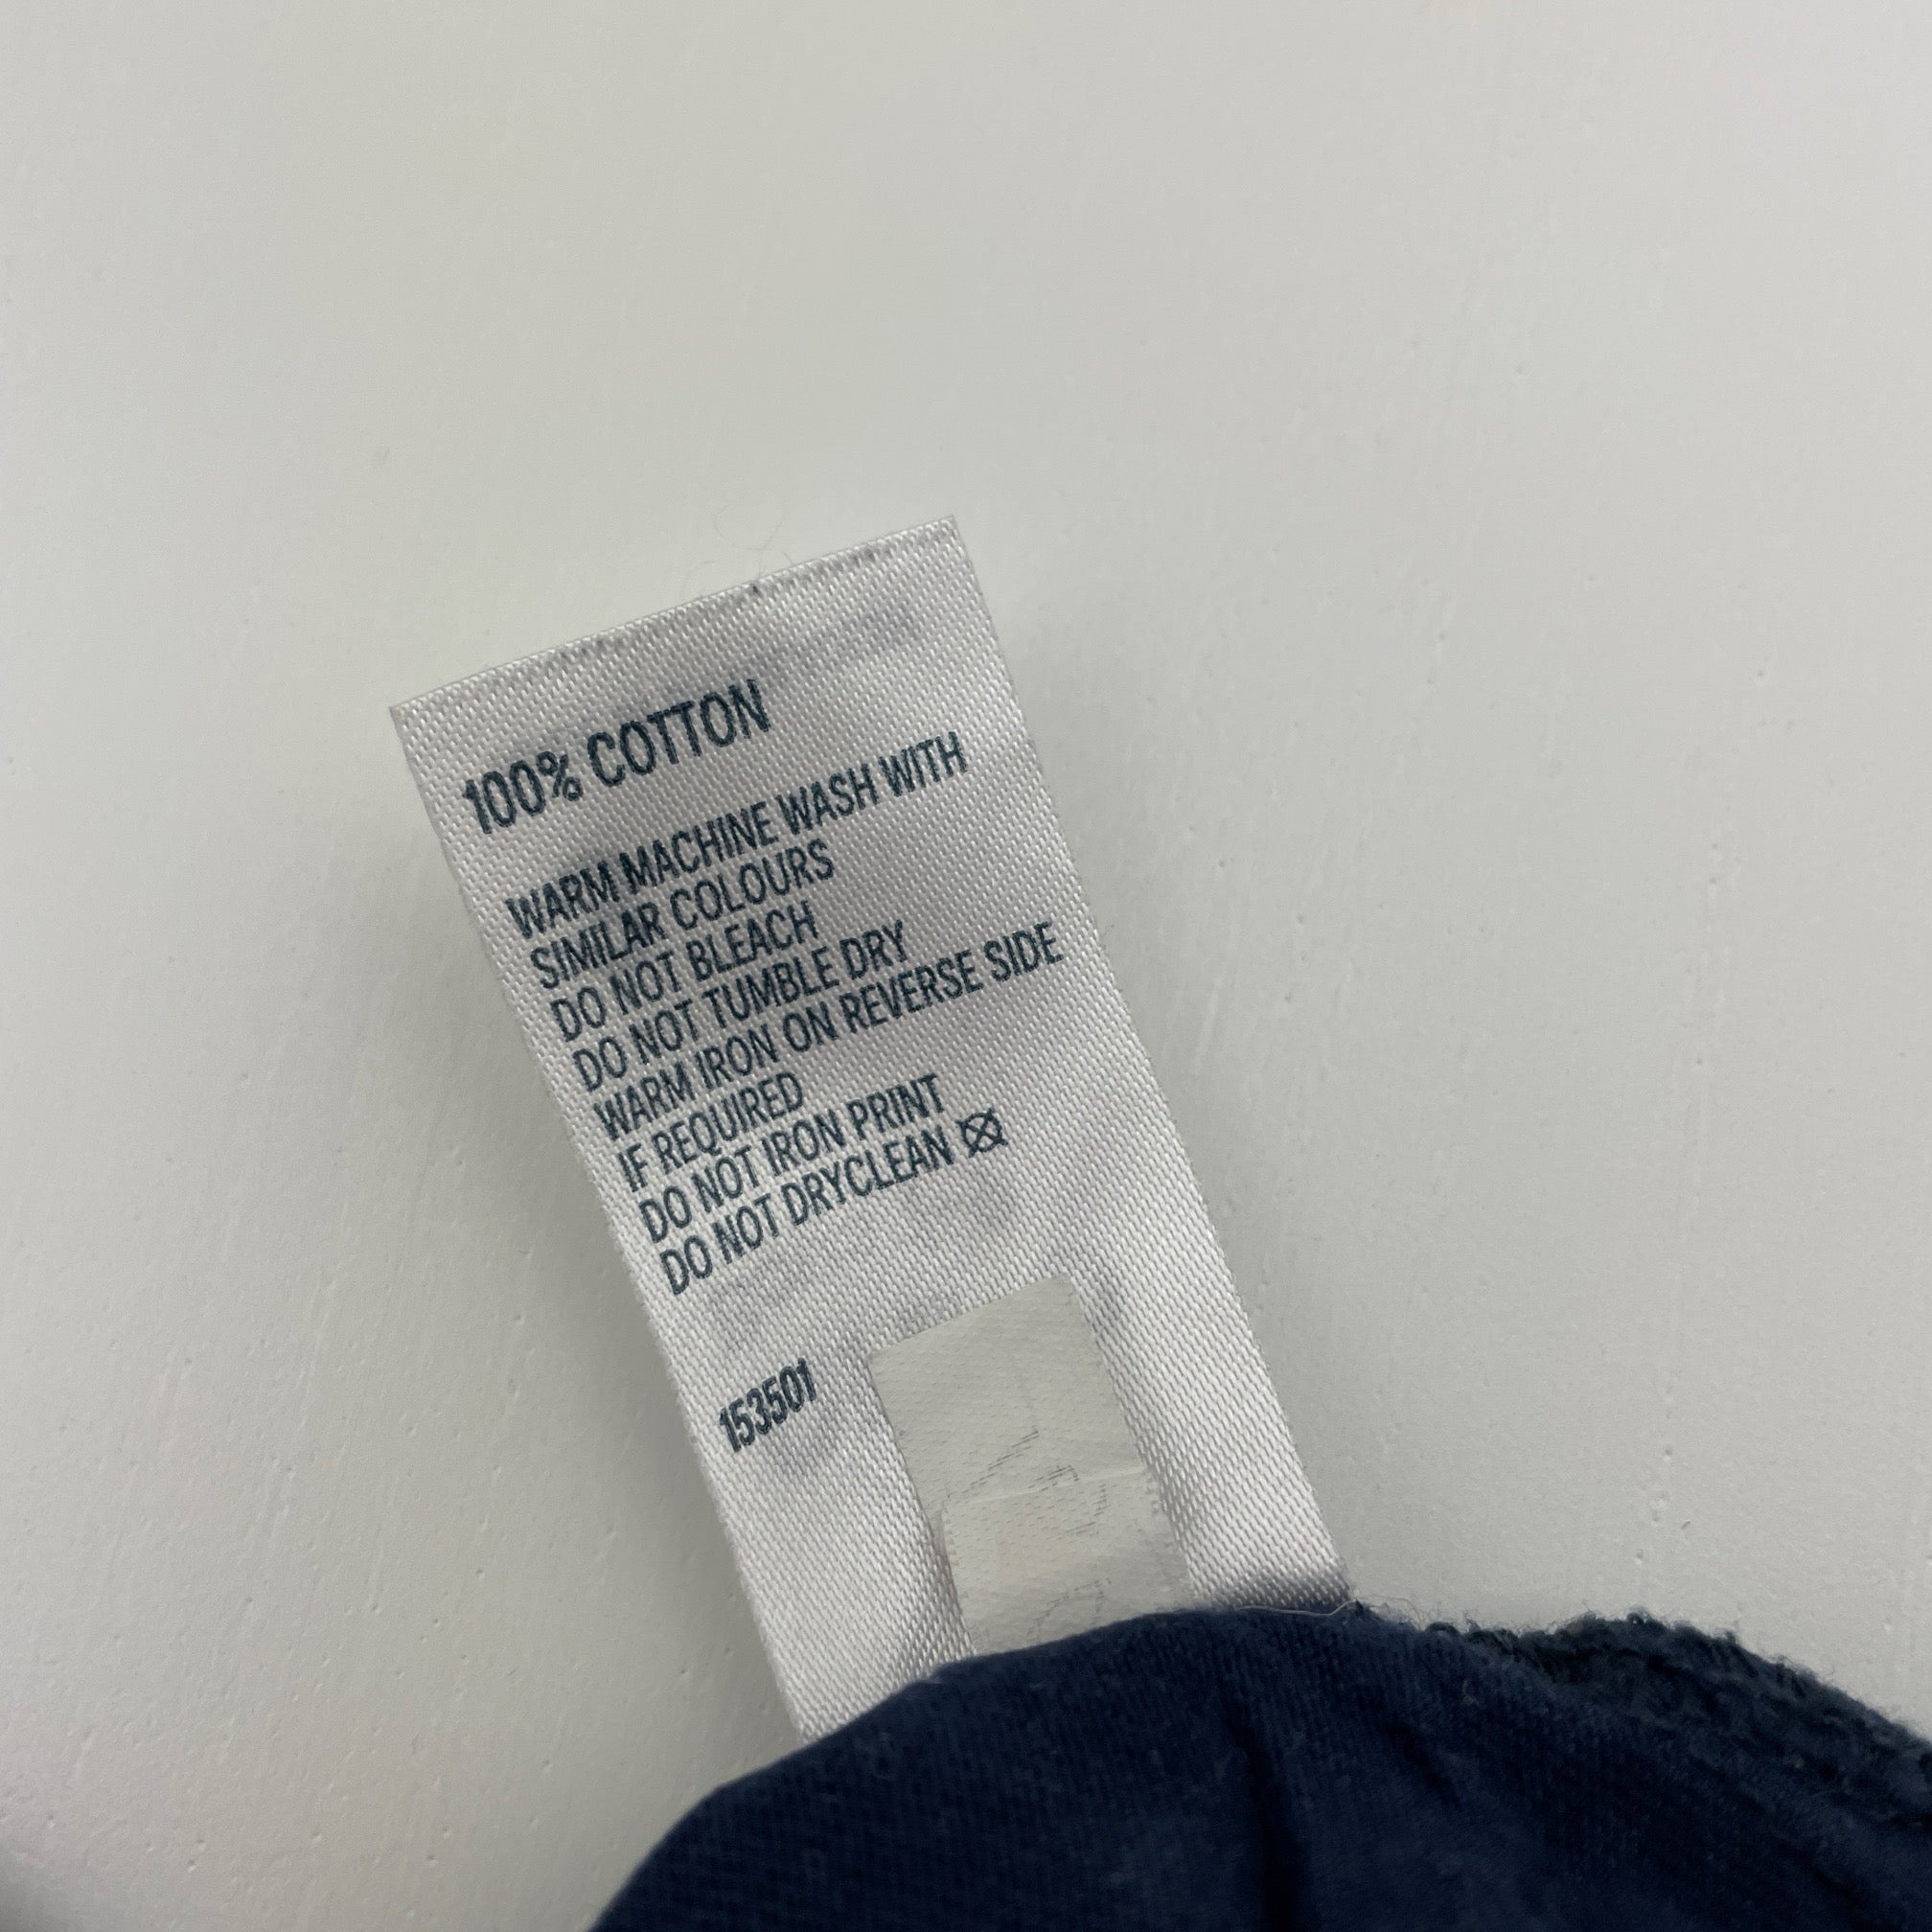 100% COTTON
WARM MACHINE WASH WITH
SIMILAR COLOURS
DO NOT BLEACH
DO NOT TUMBLE DRY
WARM IRON ON REVERSE SIDE
IF REQUIRED
DO NOT IRON PRINT
DO NOT DRYCLEAN
153501